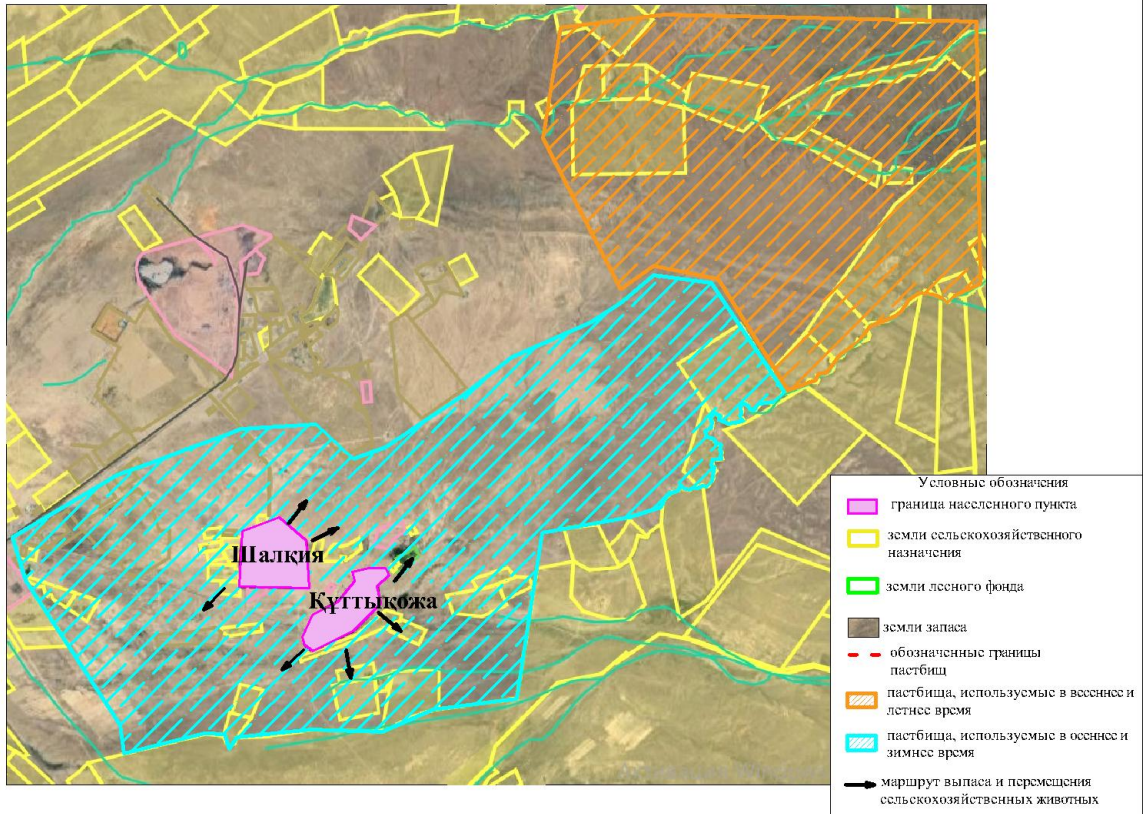 Шалқия
Құттықожа
Условные обозначения
граница населенного пункта
земли сельскохозяйственного
назначения
земли лесного фонда
земли запаса
обозначенные границы
пастбищ
пастбища, используемые в весеннее и
летнее время
пастбища, используемые в осеннее и
зимнее время
маршрут выпаса и перемещения
сельскохозяйственных животных